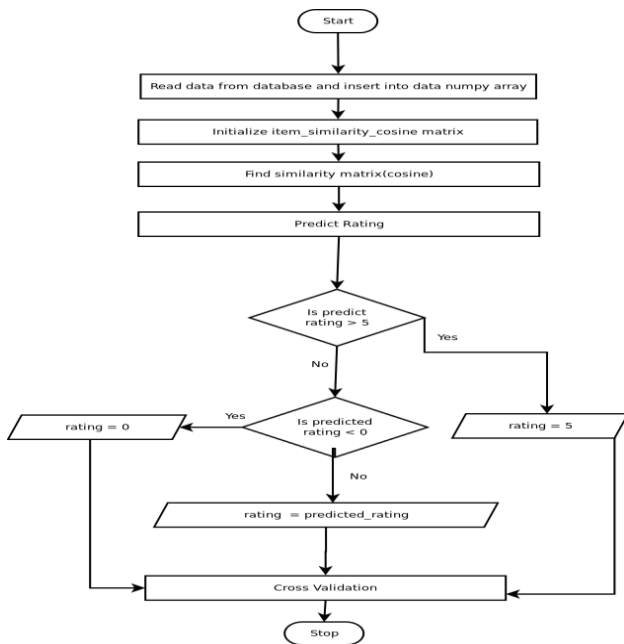 Start
Read data from database and insert into data numpy array
Initialize item_similarity_cosine matrix
Find similarity matrix(cosine)
Predict Rating
Is predict
rating > 5
Yes
No
Is predicted
rating < 0
Yes
rating = 0
rating = 5
No
rating = predicted_rating
Cross Validation
Stop